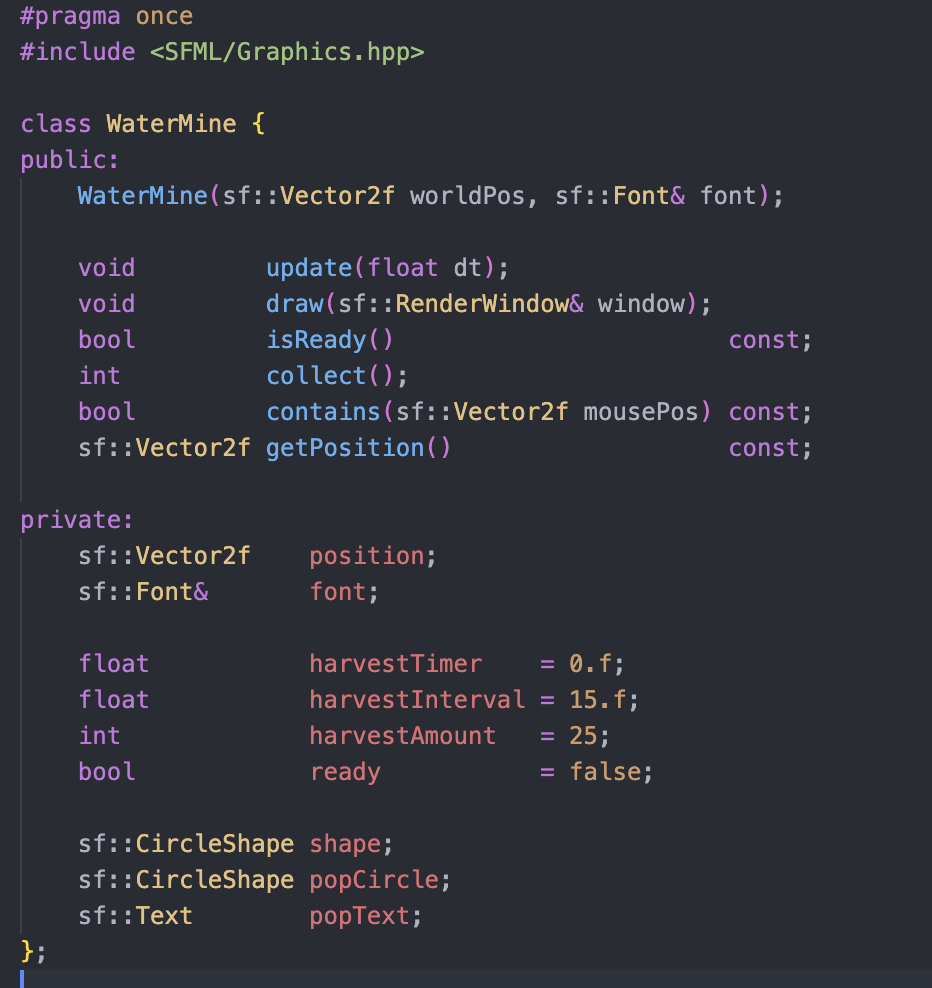 #pragma once
#include <SFML/Graphics.hpp>

class WaterMine {
public:
    WaterMine(sf::Vector2f worldPos, sf::Font& font);

    void         update(float dt);
    void         draw(sf::RenderWindow& window);
    bool         isReady()                       const;
    int          collect();
    bool         contains(sf::Vector2f mousePos) const;
    sf::Vector2f getPosition()                   const;

private:
    sf::Vector2f    position;
    sf::Font&       font;

    float           harvestTimer    = 0.f;
    float           harvestInterval = 15.f;
    int             harvestAmount   = 25;
    bool            ready           = false;

    sf::CircleShape shape;
    sf::CircleShape popCircle;
    sf::Text        popText;
};